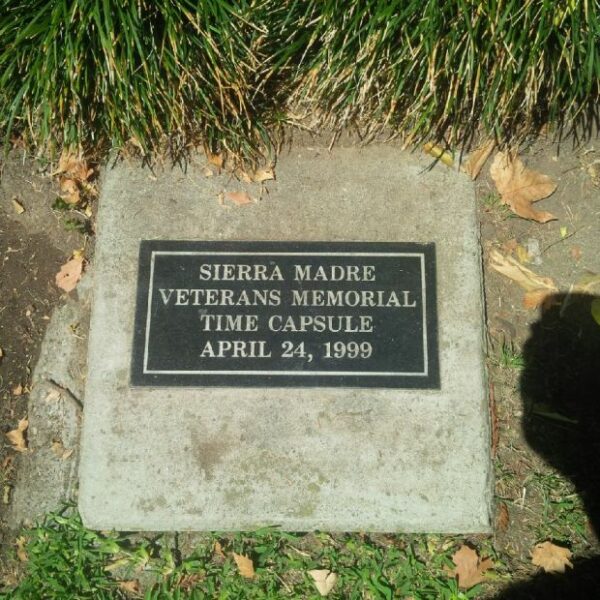 SIERRA MADRE
VETERANS MEMORIAL
TIME CAPSULE
APRIL 24, 1999